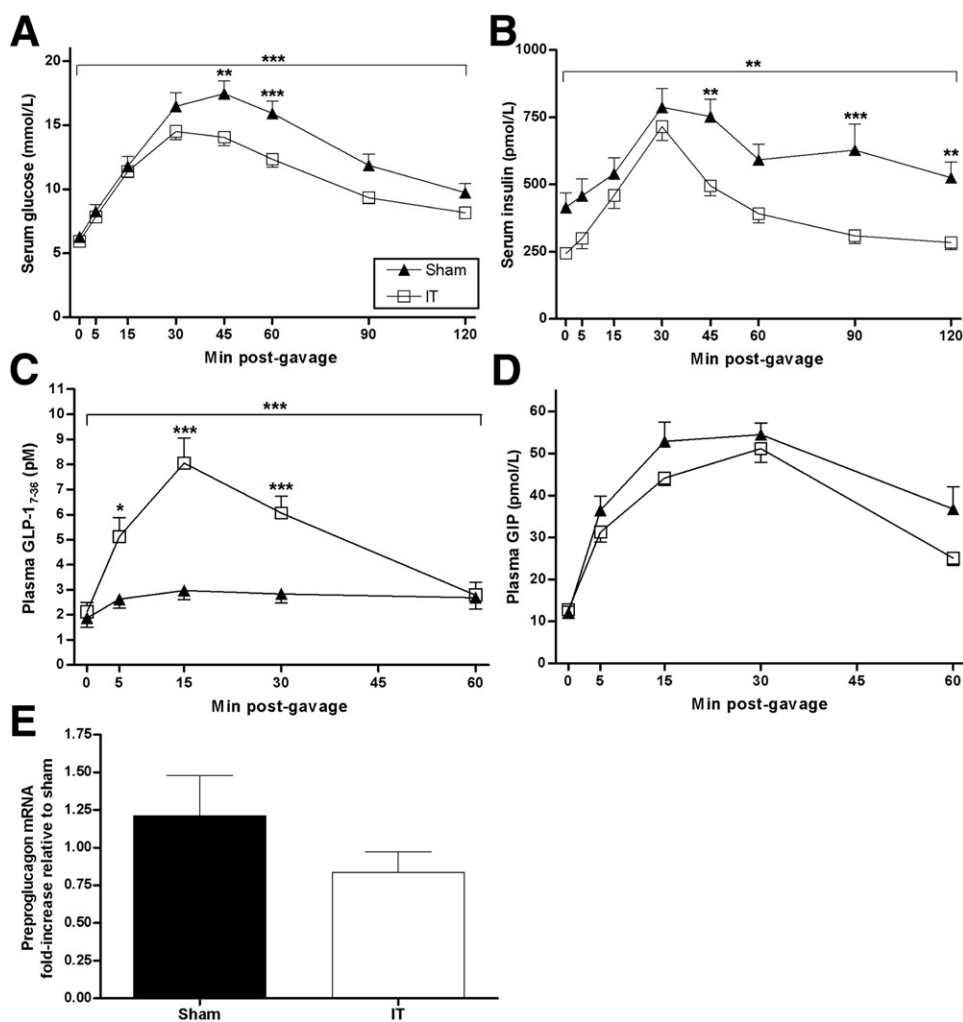 A
Serum glucose (mmol/L)
20
15
10
5
0
***
**
***
Sham
IT
0 5 15 30 45 60 90 120
Min post-gavage
B
Serum insulin (pmol/L)
1000
750
500
250
0
**
**
***
**
0 5 15 30 45 60 90 120
Min post-gavage
C
Plasma GLP-1₇₋₃₆ (pM)
11
10
9
8
7
6
5
4
3
2
1
0
***
***
*
***
0 5 15 30 45 60
Min post-gavage
D
Plasma GIP (pmol/L)
60
50
40
30
20
10
0
0 5 15 30 45 60
Min post-gavage
E
Preproglucagon mRNA
fold-increase relative to sham
1.75
1.50
1.25
1.00
0.75
0.50
0.25
0.00
Sham IT